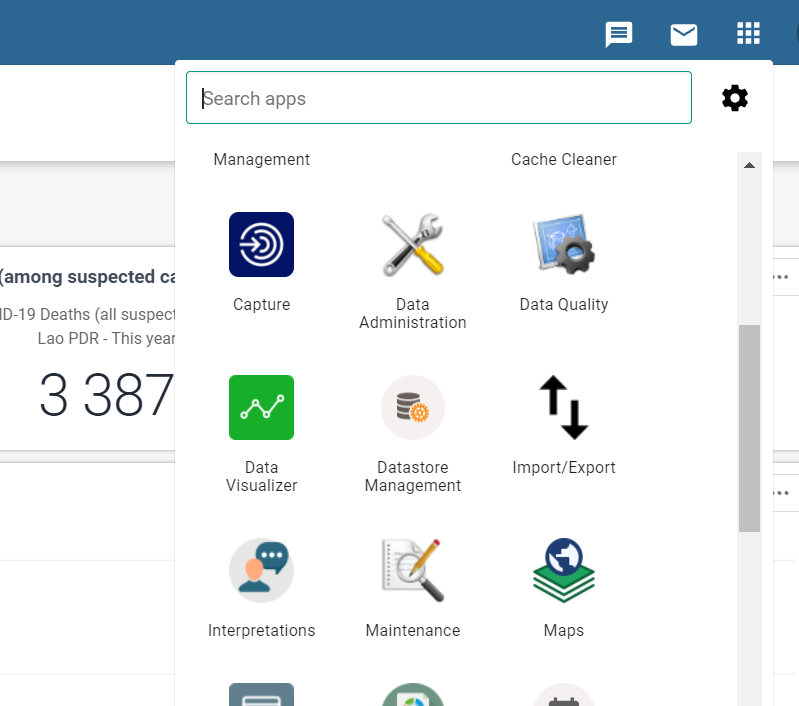 Search apps
Management
Cache Cleaner
(among suspected ca
D-19 Deaths (all suspect
Lao PDR - This year
3 387
Capture
Data
Administration
Data Quality
Data
Visualizer
Datastore
Management
Import/Export
Interpretations
Maintenance
Maps